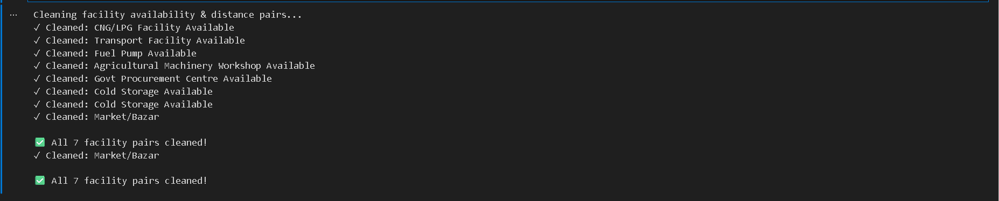 ...
Cleaning facility availability & distance pairs...
✓ Cleaned: CNG/LPG Facility Available
✓ Cleaned: Transport Facility Available
✓ Cleaned: Fuel Pump Available
✓ Cleaned: Agricultural Machinery Workshop Available
✓ Cleaned: Govt Procurement Centre Available
✓ Cleaned: Cold Storage Available
✓ Cleaned: Cold Storage Available
✓ Cleaned: Market/Bazar
✅ All 7 facility pairs cleaned!
✓ Cleaned: Market/Bazar
✅ All 7 facility pairs cleaned!